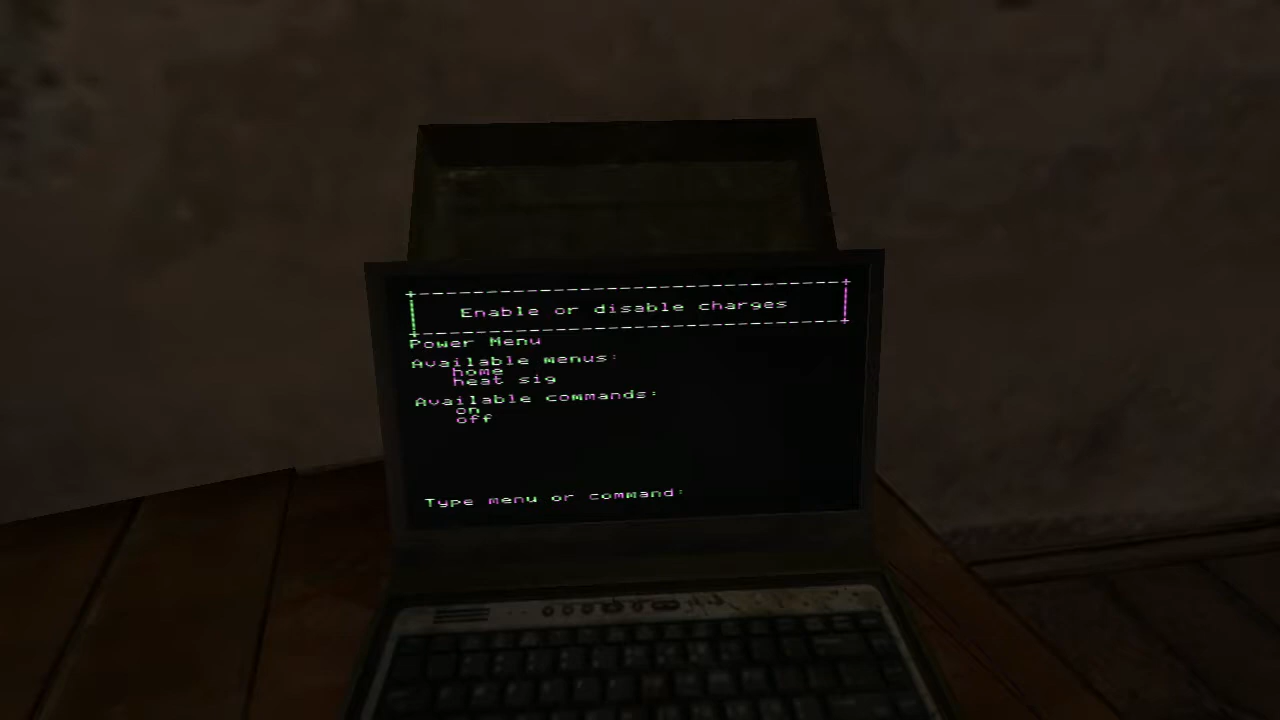 Enable or disable charges
Power Menu
Available menus:
home
heat sig
Available commands:
on
off
Type menu or command: